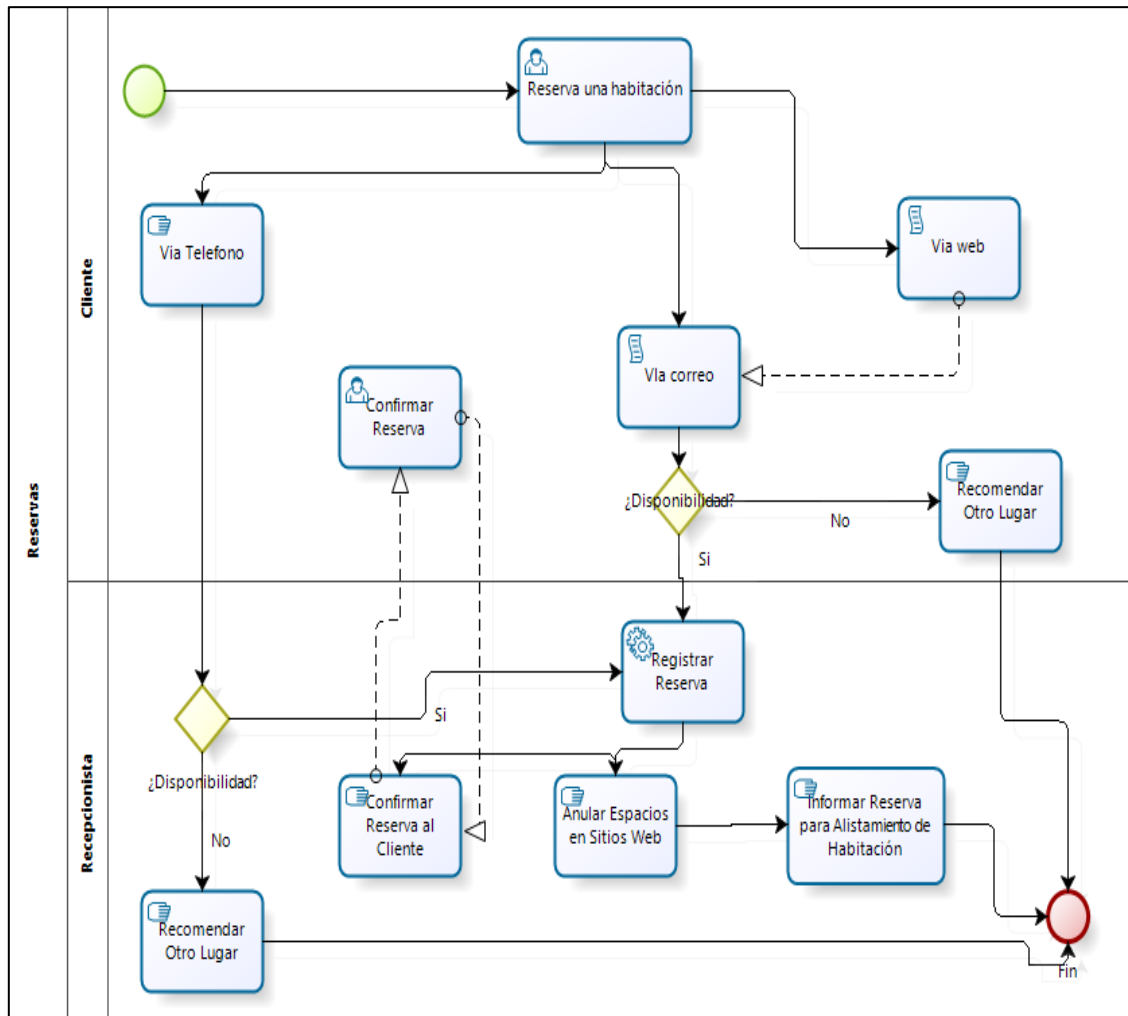 Reservas
Cliente
Recepcionista
Reserva una habitación
Via Telefono
Via web
VIa correo
Confirmar
Reserva
¿Disponibilidad?
No
Si
Recomendar
Otro Lugar
Registrar
Reserva
Si
¿Disponibilidad?
No
Confirmar
Reserva al
Cliente
Anular Espacios
en Sitios Web
Informar Reserva
para Alistamiento de
Habitación
Recomendar
Otro Lugar
Fin